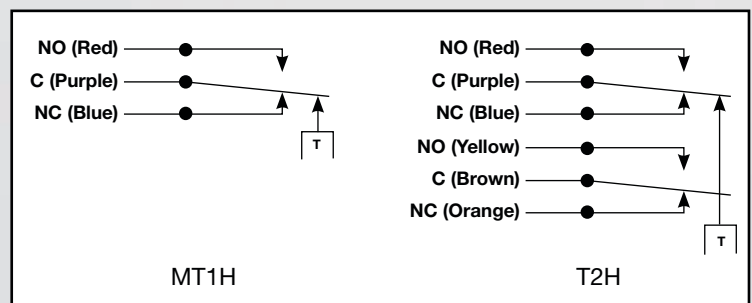 NO (Red)
C (Purple)
NC (Blue)
T
MT1H
NO (Red)
C (Purple)
NC (Blue)
NO (Yellow)
C (Brown)
NC (Orange)
T
T2H